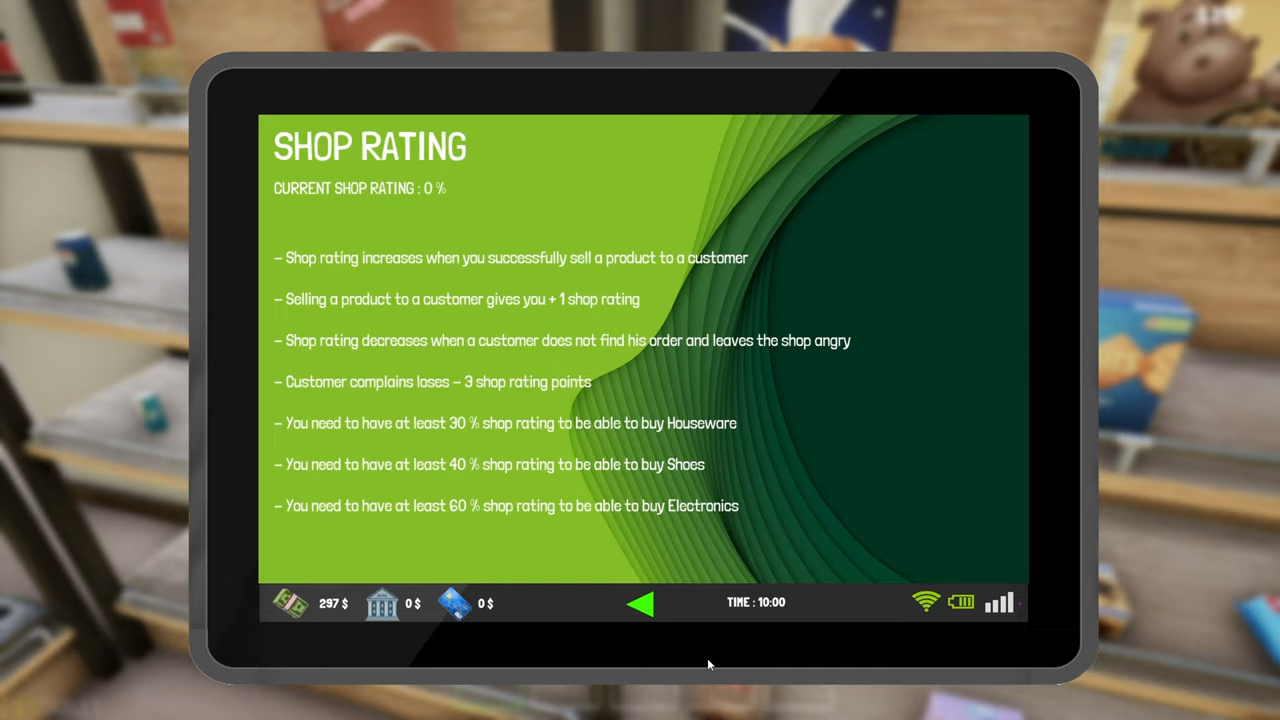 SHOP RATING
CURRENT SHOP RATING : 0 %
- Shop rating increases when you successfully sell a product to a customer
- Selling a product to a customer gives you + 1 shop rating
- Shop rating decreases when a customer does not find his order and leaves the shop angry
- Customer complains loses - 3 shop rating points
- You need to have at least 30 % shop rating to be able to buy Houseware
- You need to have at least 40 % shop rating to be able to buy Shoes
- You need to have at least 60 % shop rating to be able to buy Electronics
297 $ 0 $ 0 $ TIME : 10:00